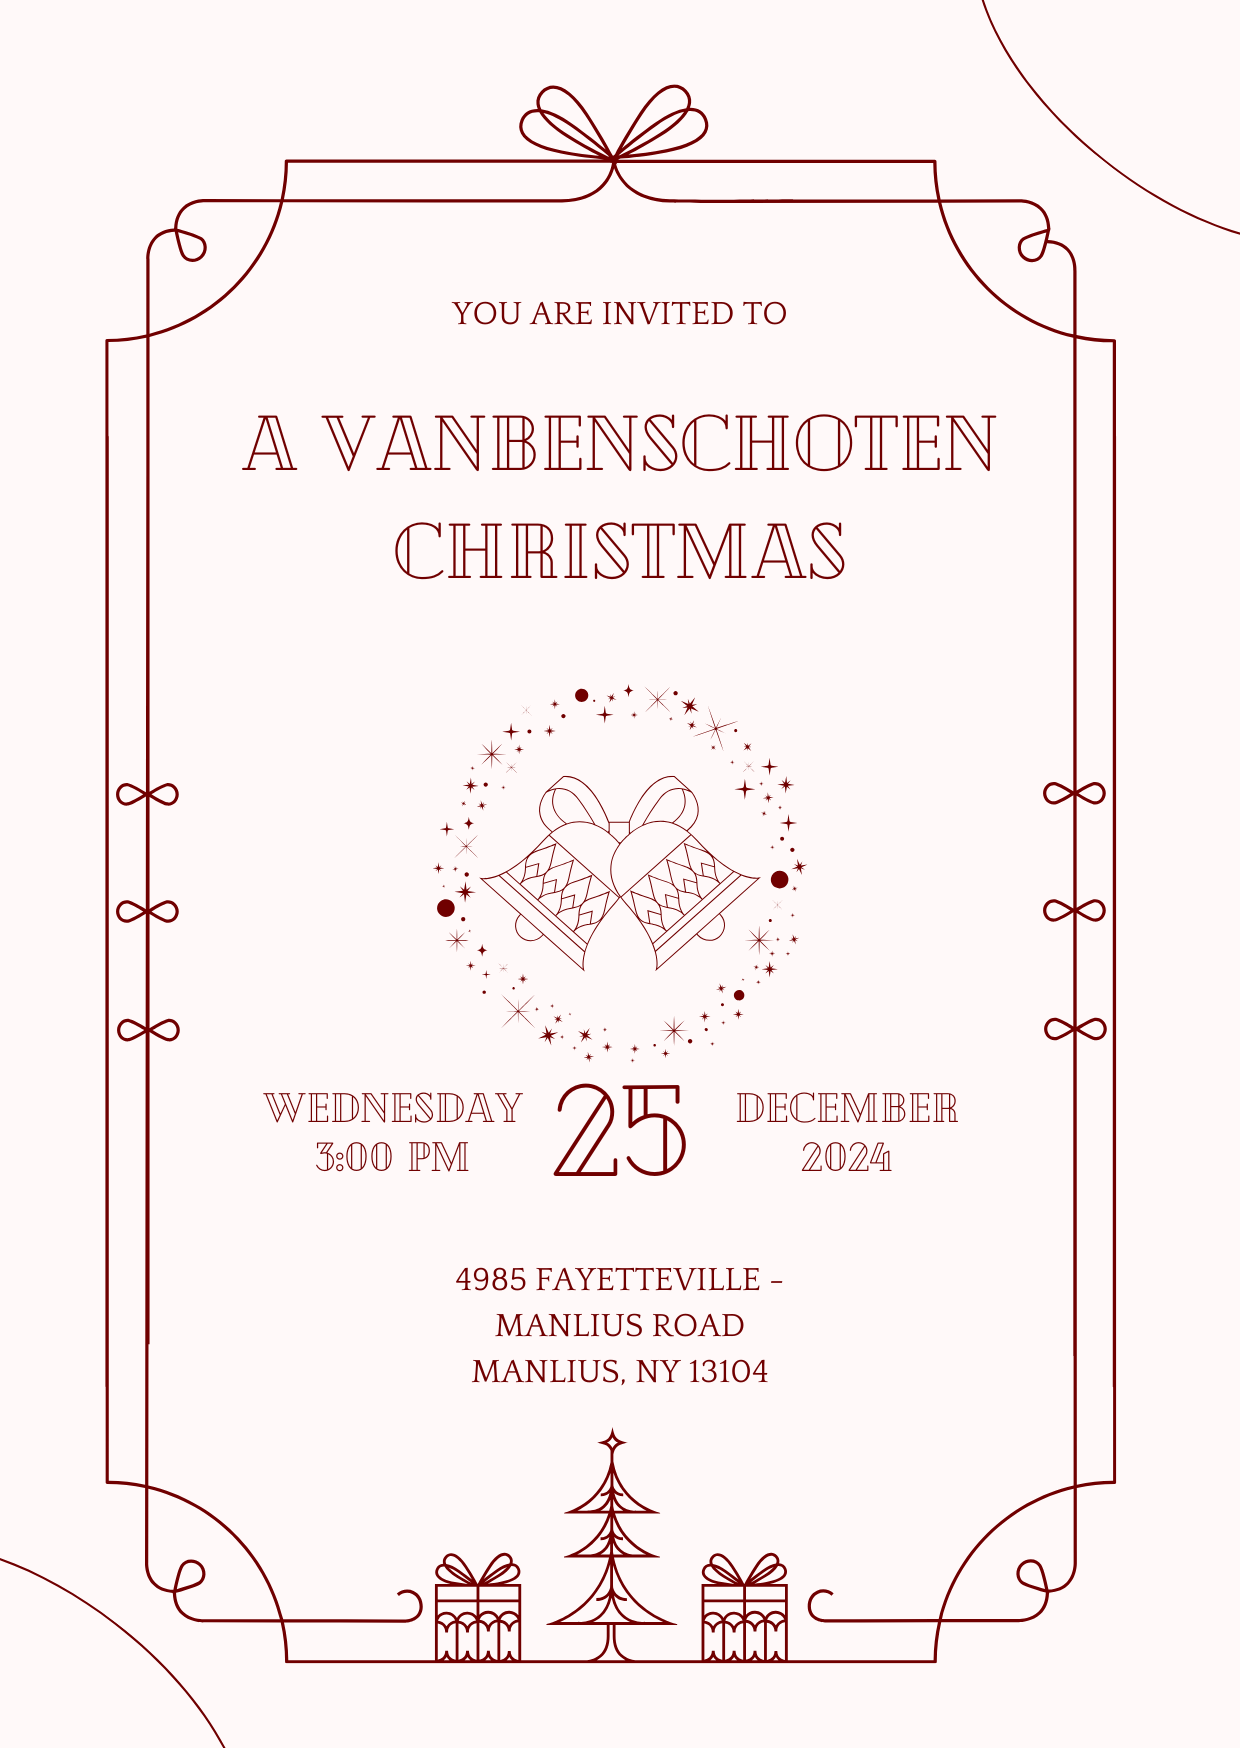 YOU ARE INVITED TO
A VANBENSCHOTEN
CHRISTMAS
WEDNESDAY
3:00 PM
25
DECEMBER
2024
4985 FAYETTEVILLE –
MANLIUS ROAD
MANLIUS, NY 13104